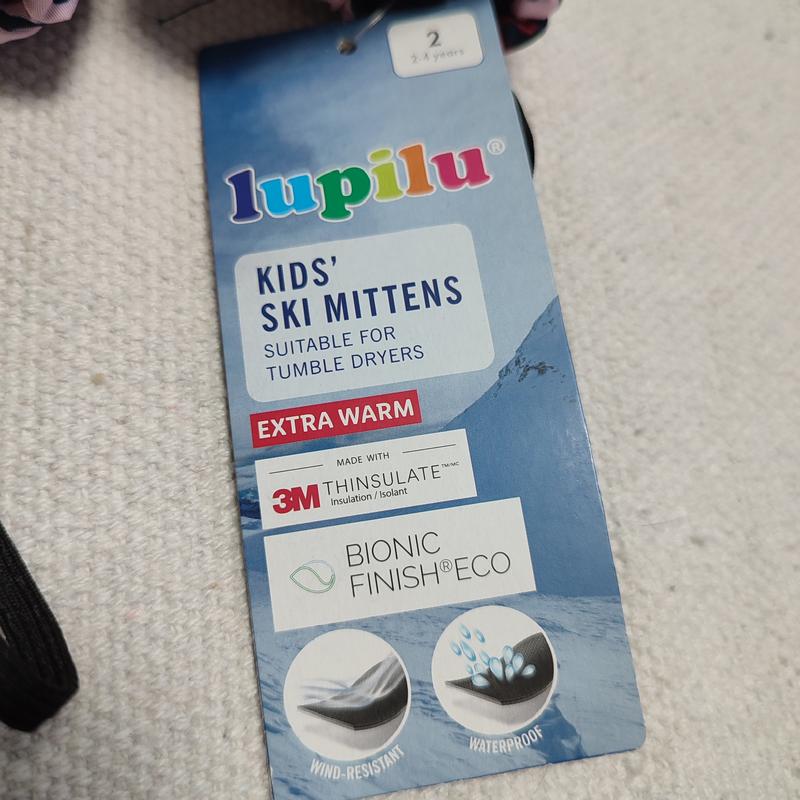 2
2-4 years
lupilu®
KIDS'
SKI MITTENS
SUITABLE FOR
TUMBLE DRYERS
EXTRA WARM
MADE WITH
3M THINSULATE™/MC
Insulation / Isolant
BIONIC
FINISH®ECO
WIND-RESISTANT
WATERPROOF